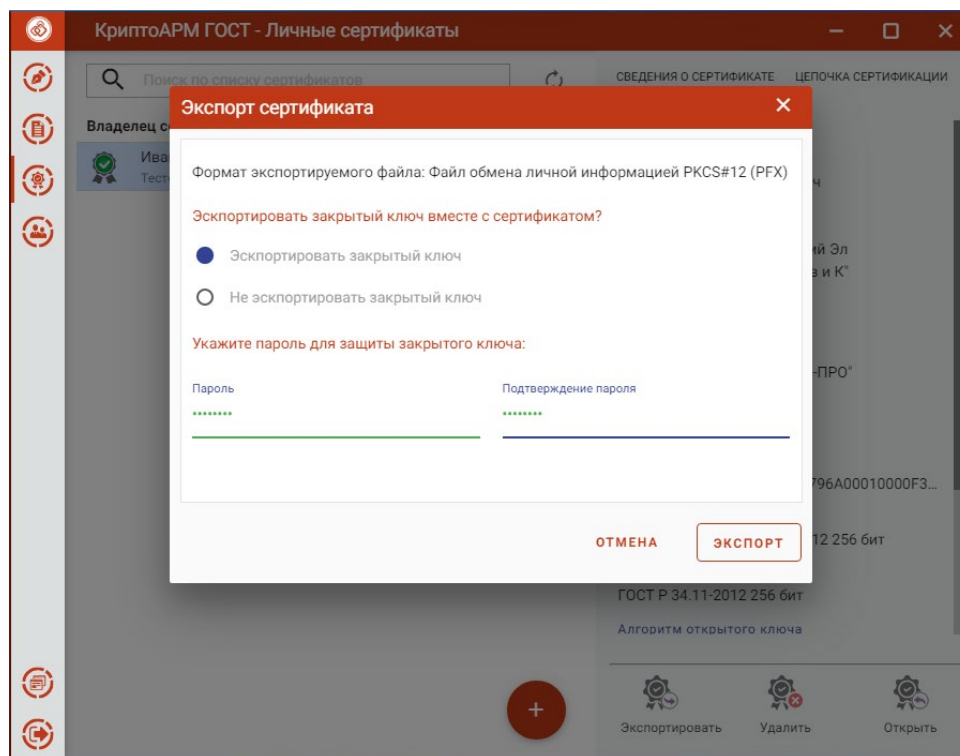 КриптоАРМ ГОСТ - Личные сертификаты
Поиск по списку сертификатов
СВЕДЕНИЯ О СЕРТИФИКАТЕ ЦЕПОЧКА СЕРТИФИКАЦИИ
Экспорт сертификата
Владелец
Формат экспортируемого файла: Файл обмена личной информацией PKCS#12 (PFX)
Эскпортировать закрытый ключ вместе с сертификатом?
Эскпортировать закрытый ключ
ий Эл
в и К"
Не эскпортировать закрытый ключ
Укажите пароль для защиты закрытого ключа:
-ПРО"
Пароль Подтверждение пароля
796A00010000F3...
ОТМЕНА ЭКСПОРТ
12 256 бит
ГОСТ Р 34.11-2012 256 бит
Алгоритм открытого ключа
+
Экспортировать Удалить Открыть